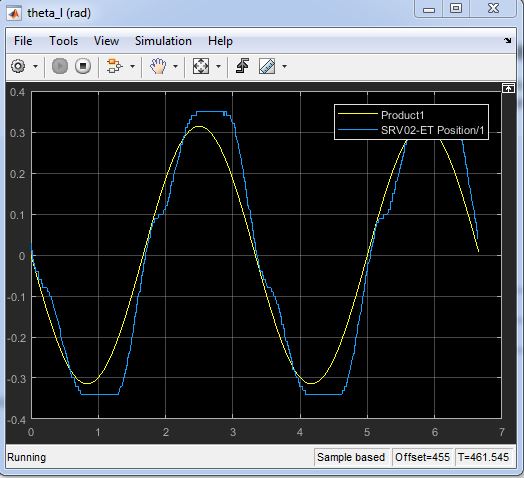 theta_l (rad)
File Tools View Simulation Help
Product1
SRV02-ET Position/1
0.4
0.3
0.2
0.1
0
-0.1
-0.2
-0.3
-0.4
0 1 2 3 4 5 6 7
Running Sample based Offset=455 T=461.545